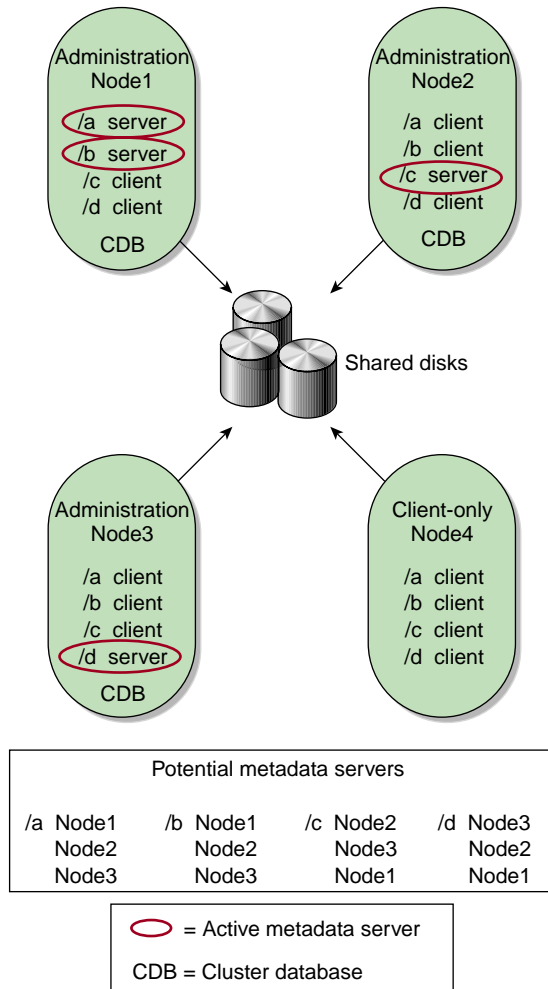 Administration
Node1
/a server
/b server
/c client
/d client
CDB
Administration
Node2
/a client
/b client
/c server
/d client
CDB
Shared disks
Administration
Node3
/a client
/b client
/c client
/d server
CDB
Client-only
Node4
/a client
/b client
/c client
/d client
Potential metadata servers
/a Node1 /b Node1 /c Node2 /d Node3
Node2 Node2 Node3 Node2
Node3 Node3 Node1 Node1
= Active metadata server
CDB = Cluster database